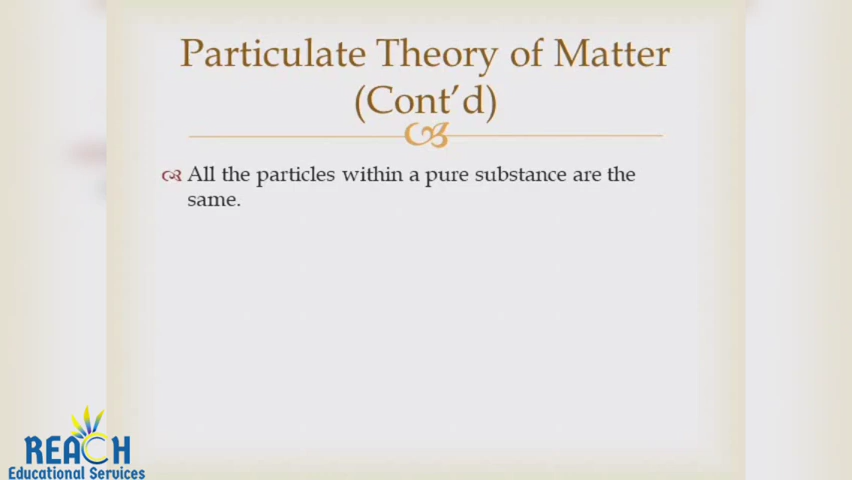 Particulate Theory of Matter
(Cont’d)
All the particles within a pure substance are the
same.
REACH
Educational Services